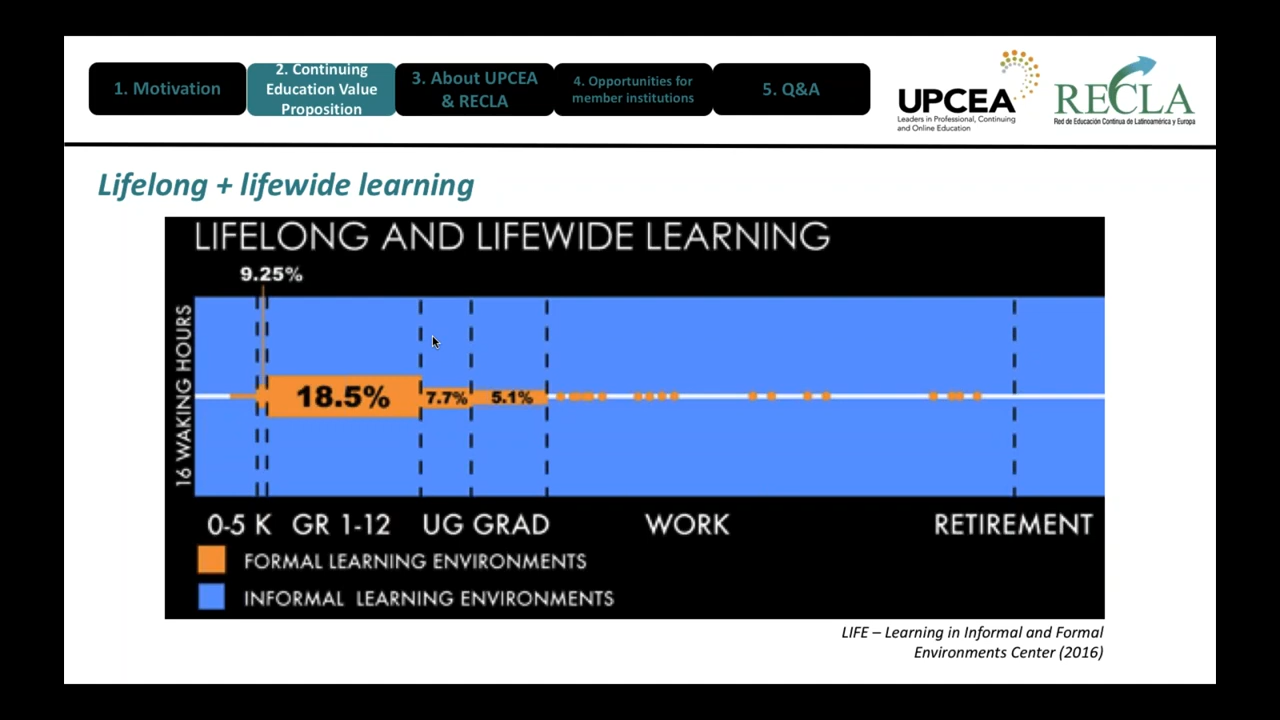 1. Motivation
2. Continuing
Education Value
Proposition
3. About UPCEA
& RECLA
4. Opportunities for
member institutions
5. Q&A
UPCEA
Leaders in Professional, Continuing
and Online Education
RECLA
Red de Educación Continua de Latinoamérica y Europa
Lifelong + lifewide learning
LIFELONG AND LIFEWIDE LEARNING
9.25%
16 WAKING HOURS
18.5%
7.7%
5.1%
0-5 K GR 1-12 UG GRAD WORK RETIREMENT
FORMAL LEARNING ENVIRONMENTS
INFORMAL LEARNING ENVIRONMENTS
LIFE – Learning in Informal and Formal
Environments Center (2016)